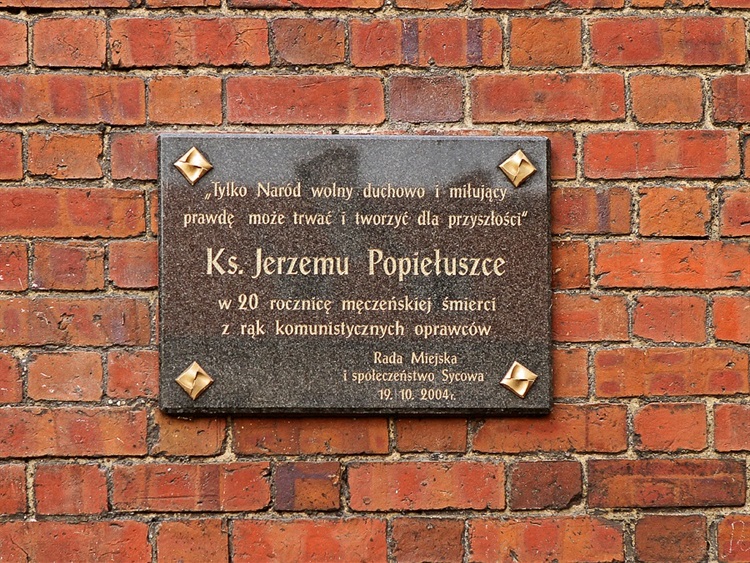 „Tylko Naród wolny duchowo i miłujący
prawdę może trwać i tworzyć dla przyszłości“
Ks. Jerzemu Popiełuszce
w 20 rocznicę męczeńskiej śmierci
z rąk komunistycznych oprawców
Rada Miejska
i społeczeństwo Sycowa
19. 10. 2004 r.